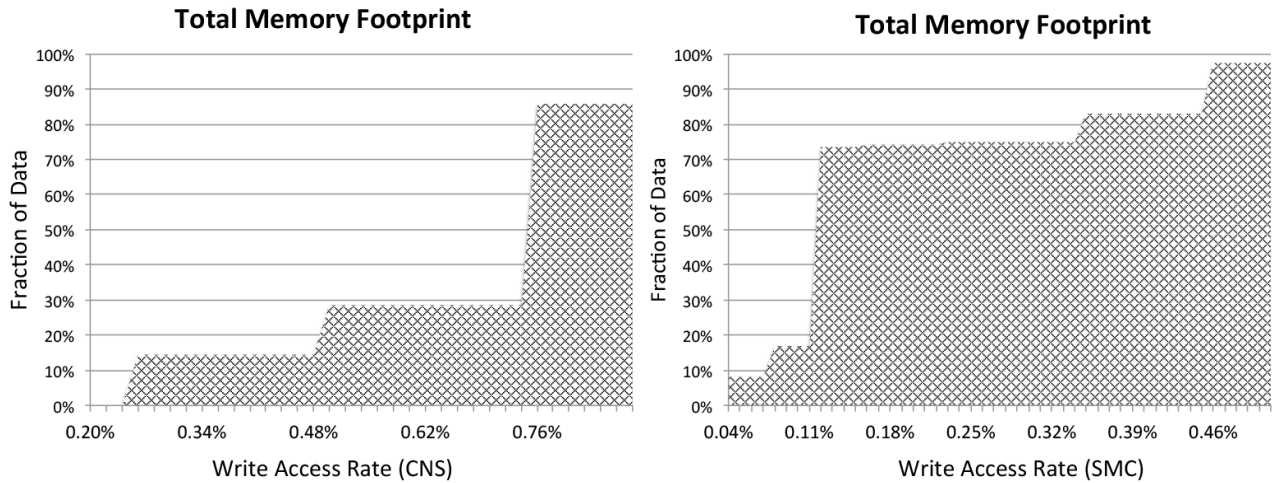 Total Memory Footprint
100%
90%
80%
70%
60%
50%
40%
30%
20%
10%
0%
Fraction of Data
0.20% 0.34% 0.48% 0.62% 0.76%
Write Access Rate (CNS)
Total Memory Footprint
100%
90%
80%
70%
60%
50%
40%
30%
20%
10%
0%
Fraction of Data
0.04% 0.11% 0.18% 0.25% 0.32% 0.39% 0.46%
Write Access Rate (SMC)